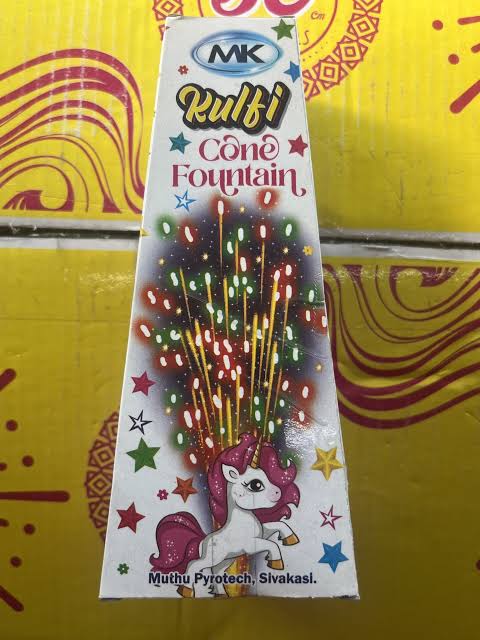 MK
Kulfi
Cone
Fountain
Muthu Pyrotech, Sivakasi.